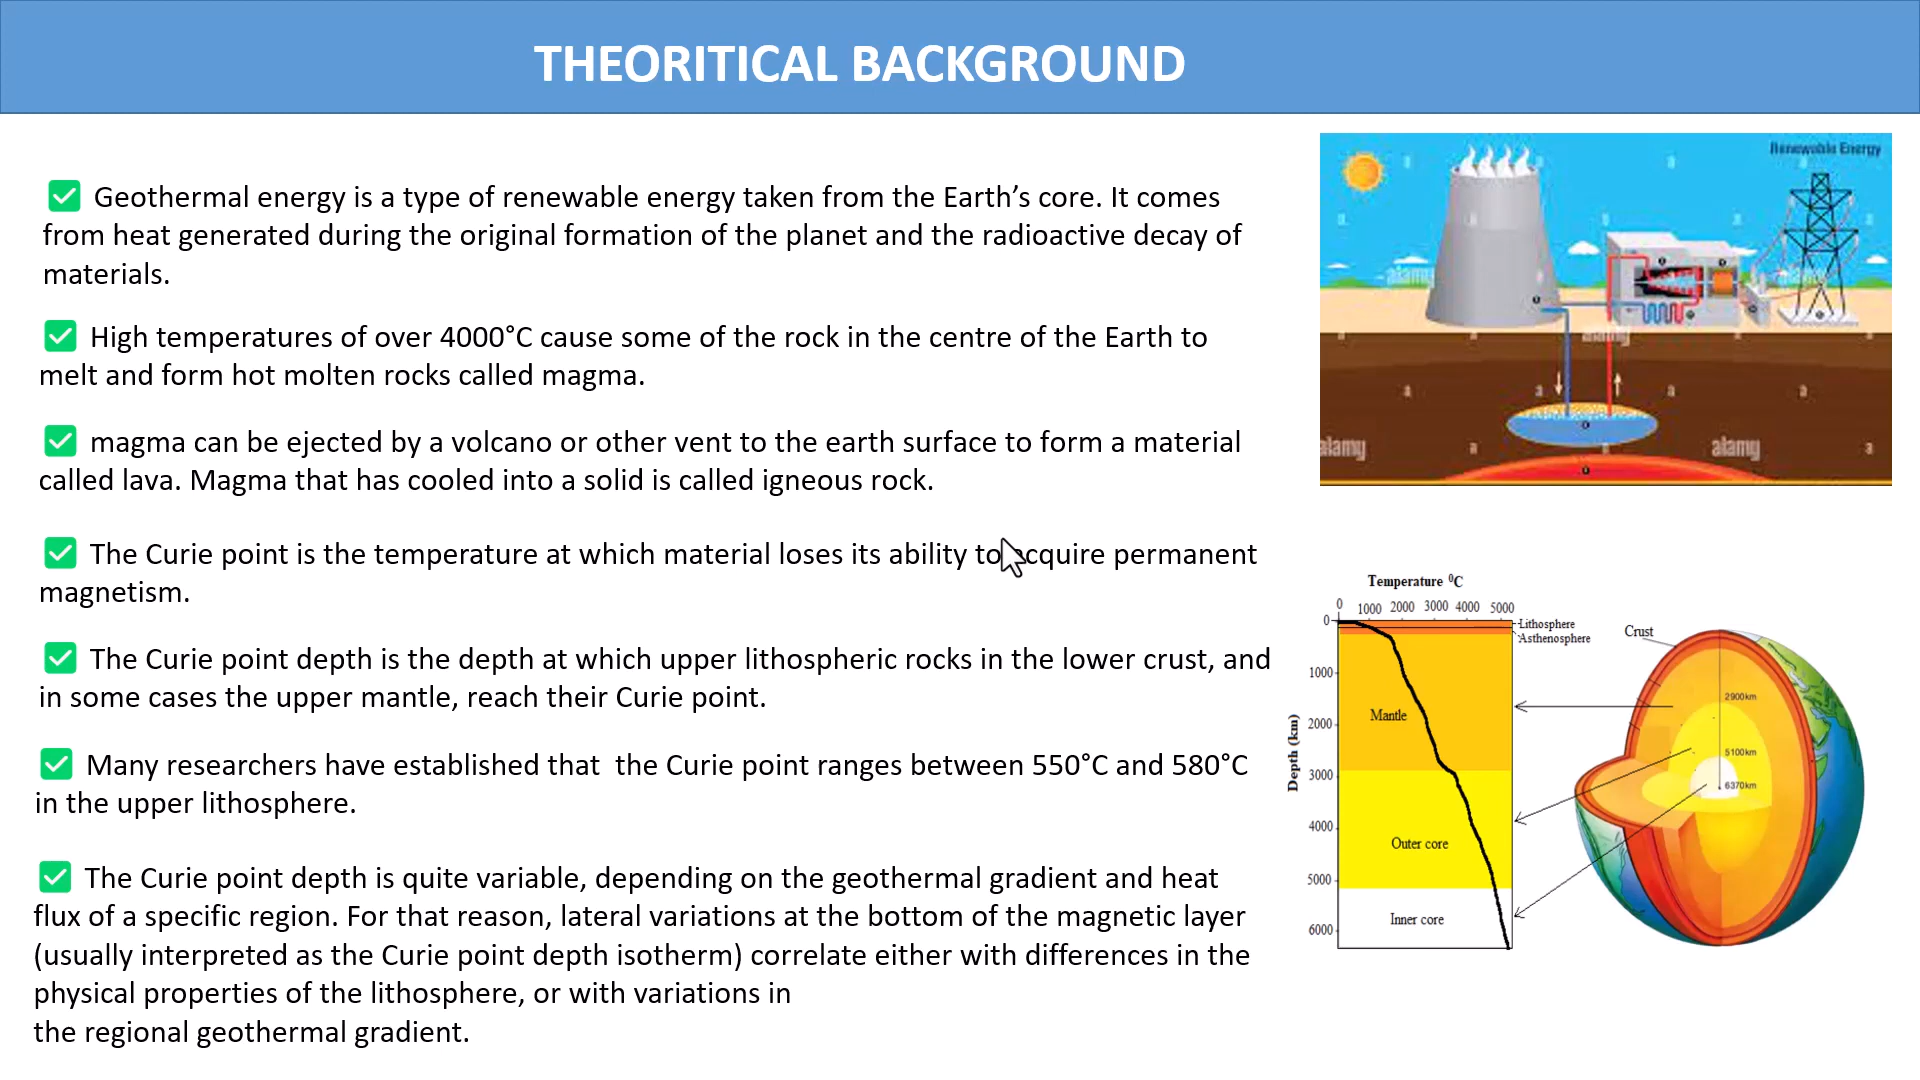 THEORITICAL BACKGROUND
Geothermal energy is a type of renewable energy taken from the Earth’s core. It comes
from heat generated during the original formation of the planet and the radioactive decay of
materials.
High temperatures of over 4000°C cause some of the rock in the centre of the Earth to
melt and form hot molten rocks called magma.
magma can be ejected by a volcano or other vent to the earth surface to form a material
called lava. Magma that has cooled into a solid is called igneous rock.
The Curie point is the temperature at which material loses its ability to acquire permanent
magnetism.
The Curie point depth is the depth at which upper lithospheric rocks in the lower crust, and
in some cases the upper mantle, reach their Curie point.
Many researchers have established that  the Curie point ranges between 550°C and 580°C
in the upper lithosphere.
The Curie point depth is quite variable, depending on the geothermal gradient and heat
flux of a specific region. For that reason, lateral variations at the bottom of the magnetic layer
(usually interpreted as the Curie point depth isotherm) correlate either with differences in the
physical properties of the lithosphere, or with variations in
the regional geothermal gradient.
Renewable Energy
alamy
alamy
alamy
alamy
Temperature ⁰C
0 1000 2000 3000 4000 5000
Depth (km)
0
1000
2000
3000
4000
5000
6000
Lithosphere
Asthenosphere
Mantle
Outer core
Inner core
Crust
2900km
5100km
6370km